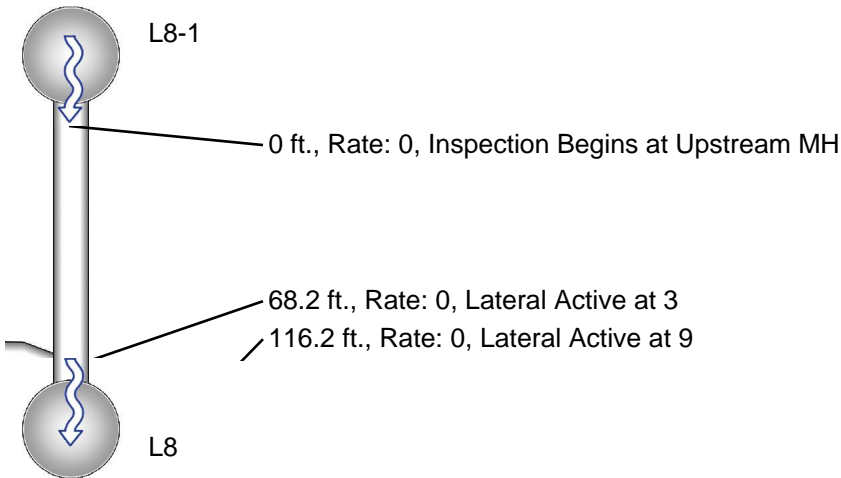 L8-1
0 ft., Rate: 0, Inspection Begins at Upstream MH
68.2 ft., Rate: 0, Lateral Active at 3
116.2 ft., Rate: 0, Lateral Active at 9
L8